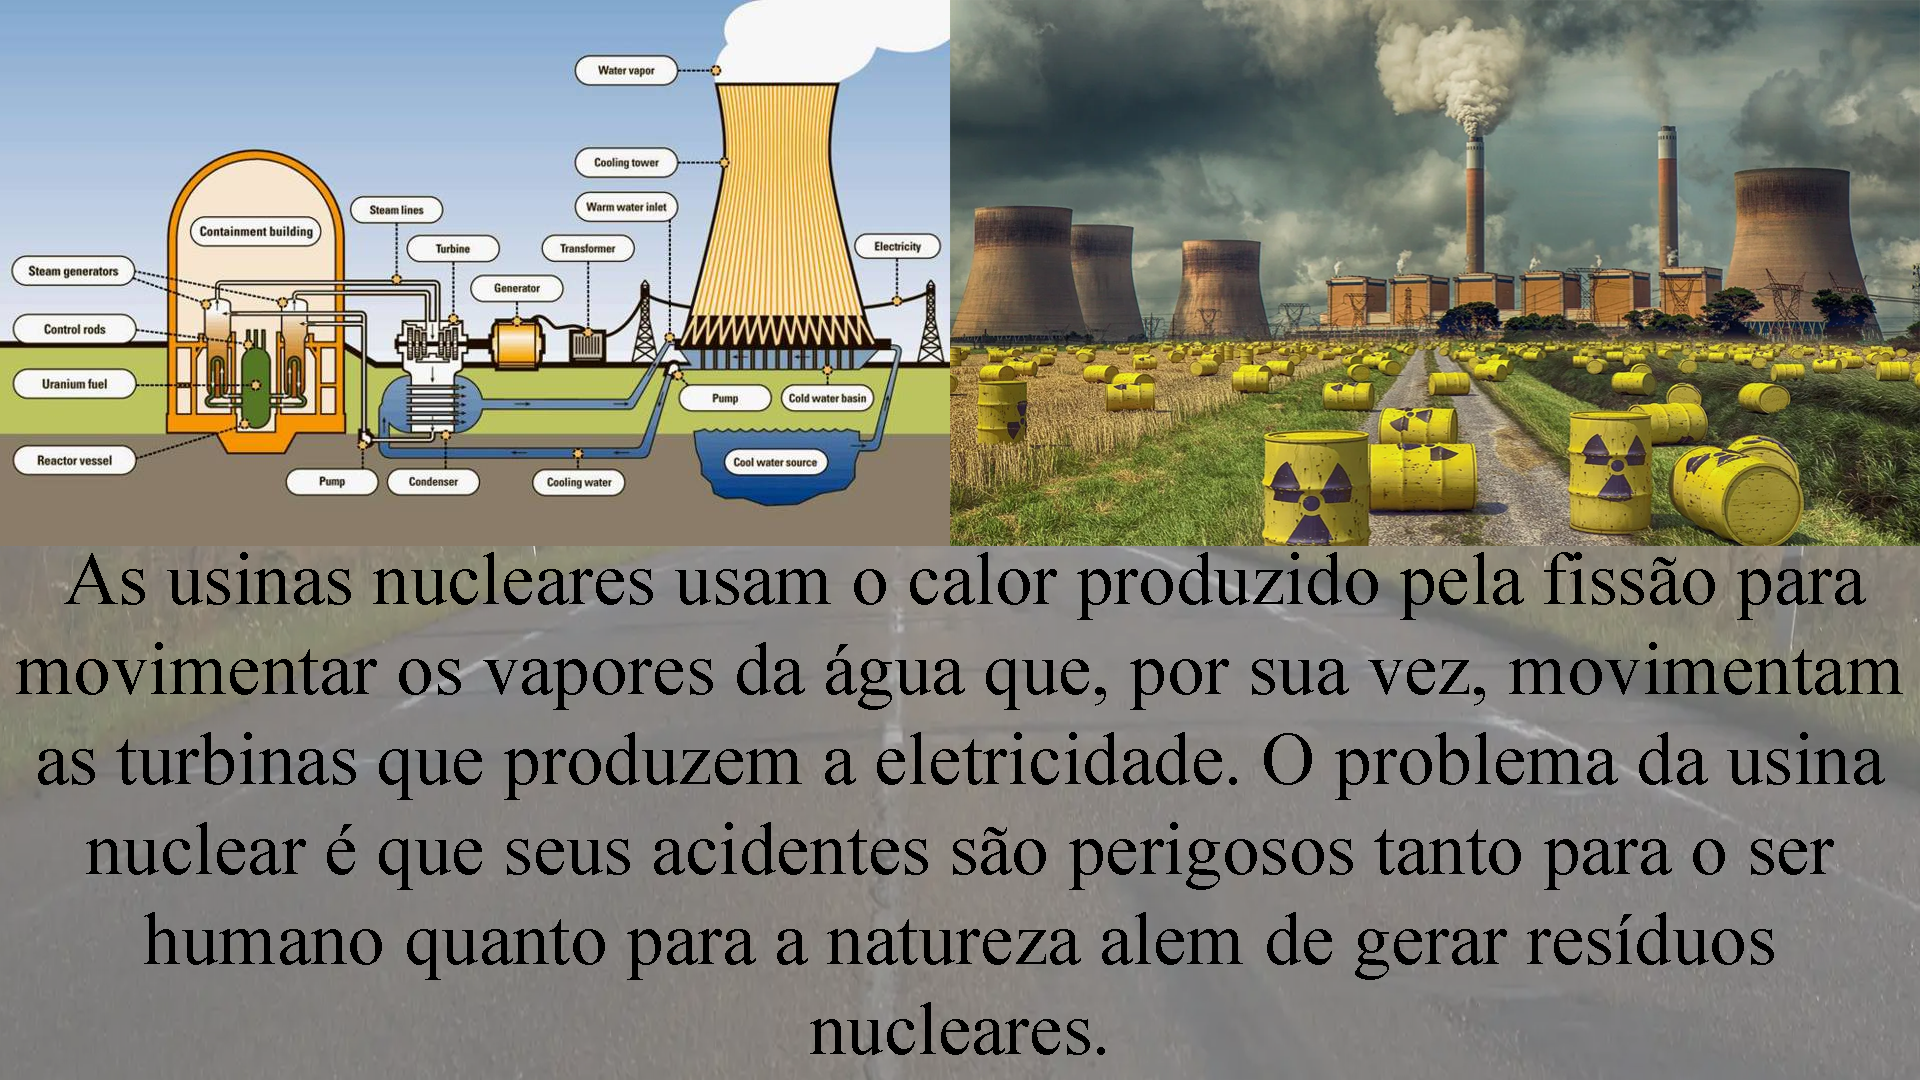 Water vapor
Cooling tower
Warm water inlet
Steam lines
Containment building
Turbine
Transformer
Electricity
Steam generators
Generator
Control rods
Uranium fuel
Pump
Cold water basin
Reactor vessel
Cool water source
Pump
Condenser
Cooling water
As usinas nucleares usam o calor produzido pela fissão para
movimentar os vapores da água que, por sua vez, movimentam
as turbinas que produzem a eletricidade. O problema da usina
nuclear é que seus acidentes são perigosos tanto para o ser
humano quanto para a natureza alem de gerar resíduos
nucleares.